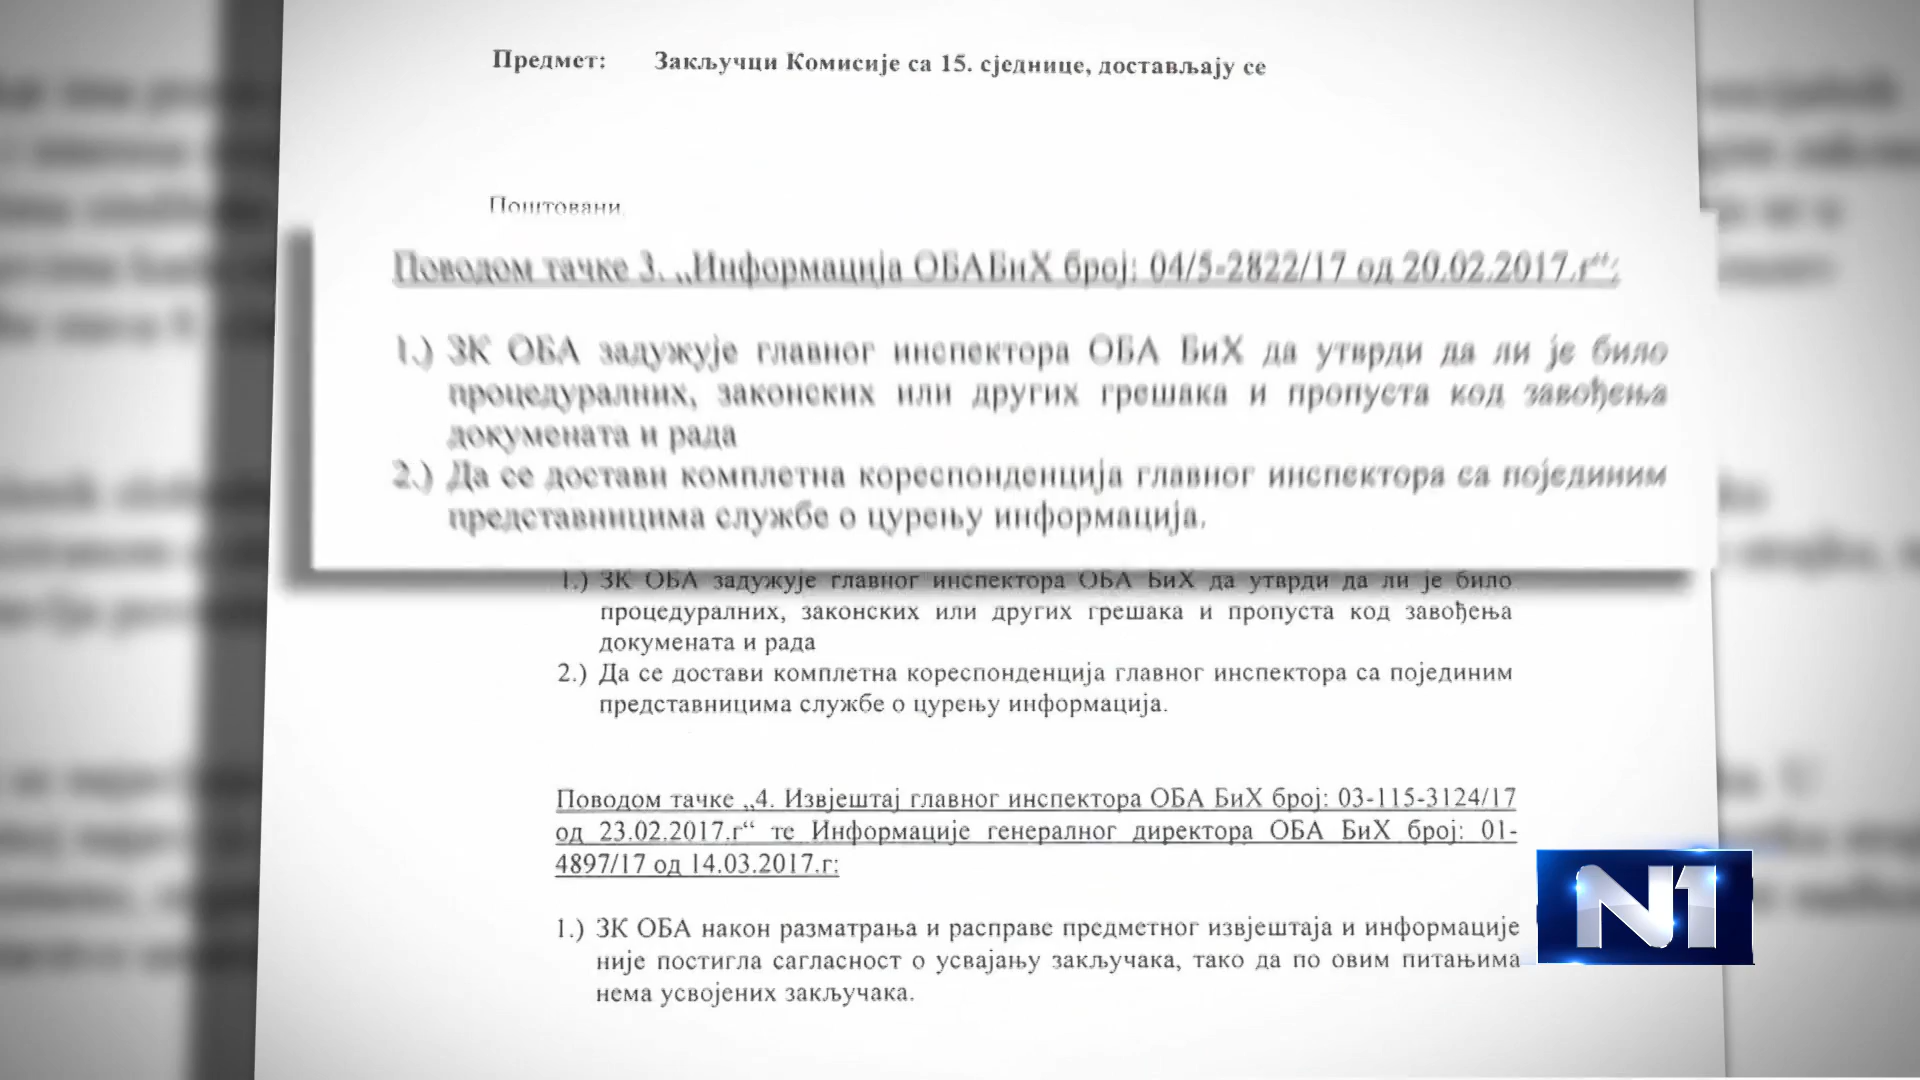 Предмет: Закључци Комисије са 15. сједнице, достављају се
Поштовани,
Поводом тачке 3. „Информација ОБАБиХ број: 04/5-2822/17 од 20.02.2017.г“:
1.) ЗК ОБА задужује главног инспектора ОБА БиХ да утврди да ли је било
процедуралних, законских или других грешака и пропуста код завођења
докумената и рада
2.) Да се достави комплетна кореспонденција главног инспектора са појединим
представницима службе о цурењу информација.
1.) ЗК ОБА задужује главног инспектора ОБА БиХ да утврди да ли је било
процедуралних, законских или других грешака и пропуста код завођења
докумената и рада
2.) Да се достави комплетна кореспонденција главног инспектора са појединим
представницима службе о цурењу информација.
Поводом тачке „4. Извјештај главног инспектора ОБА БиХ број: 03-115-3124/17
од 23.02.2017.г“ те Информације генералног директора ОБА БиХ број: 01-
4897/17 од 14.03.2017.г:
1.) ЗК ОБА након разматрања и расправе предметног извјештаја и информације
није постигла сагласност о усвајању закључака, тако да по овим питањима
нема усвојених закључака.
N1